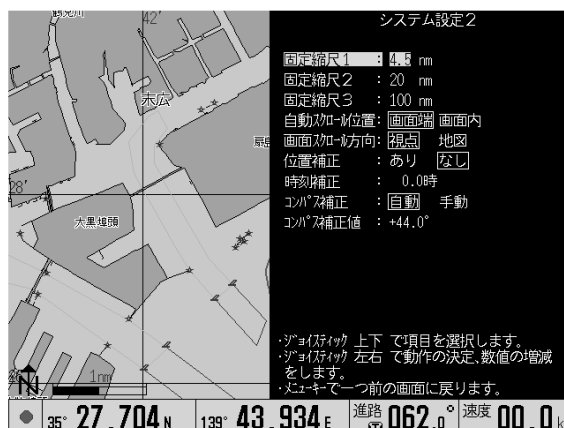 鶴見川
42′
末広
28′
大黒埠頭
N
1nm
システム設定2
固定縮尺1 : 4.5 nm
固定縮尺2 : 20 nm
固定縮尺3 : 100 nm
自動ｽｸﾛｰﾙ位置: 画面端 画面内
画面ｽｸﾛｰﾙ方向: 視点 地図
位置補正 : あり なし
時刻補正 : 0.0時
ｺﾝﾊﾟｽ補正 : 自動 手動
ｺﾝﾊﾟｽ補正値 : +44.0°
・ｼﾞｮｲｽﾃｨｯｸ 上下 で項目を選択します。
・ｼﾞｮｲｽﾃｨｯｸ 左右 で動作の決定、数値の増減
をします。
・ﾒﾆｭｰｷｰで一つ前の画面に戻ります。
35° 27.704 N 139° 43.934 E 進路 T 062.0° 速度 00.0 k